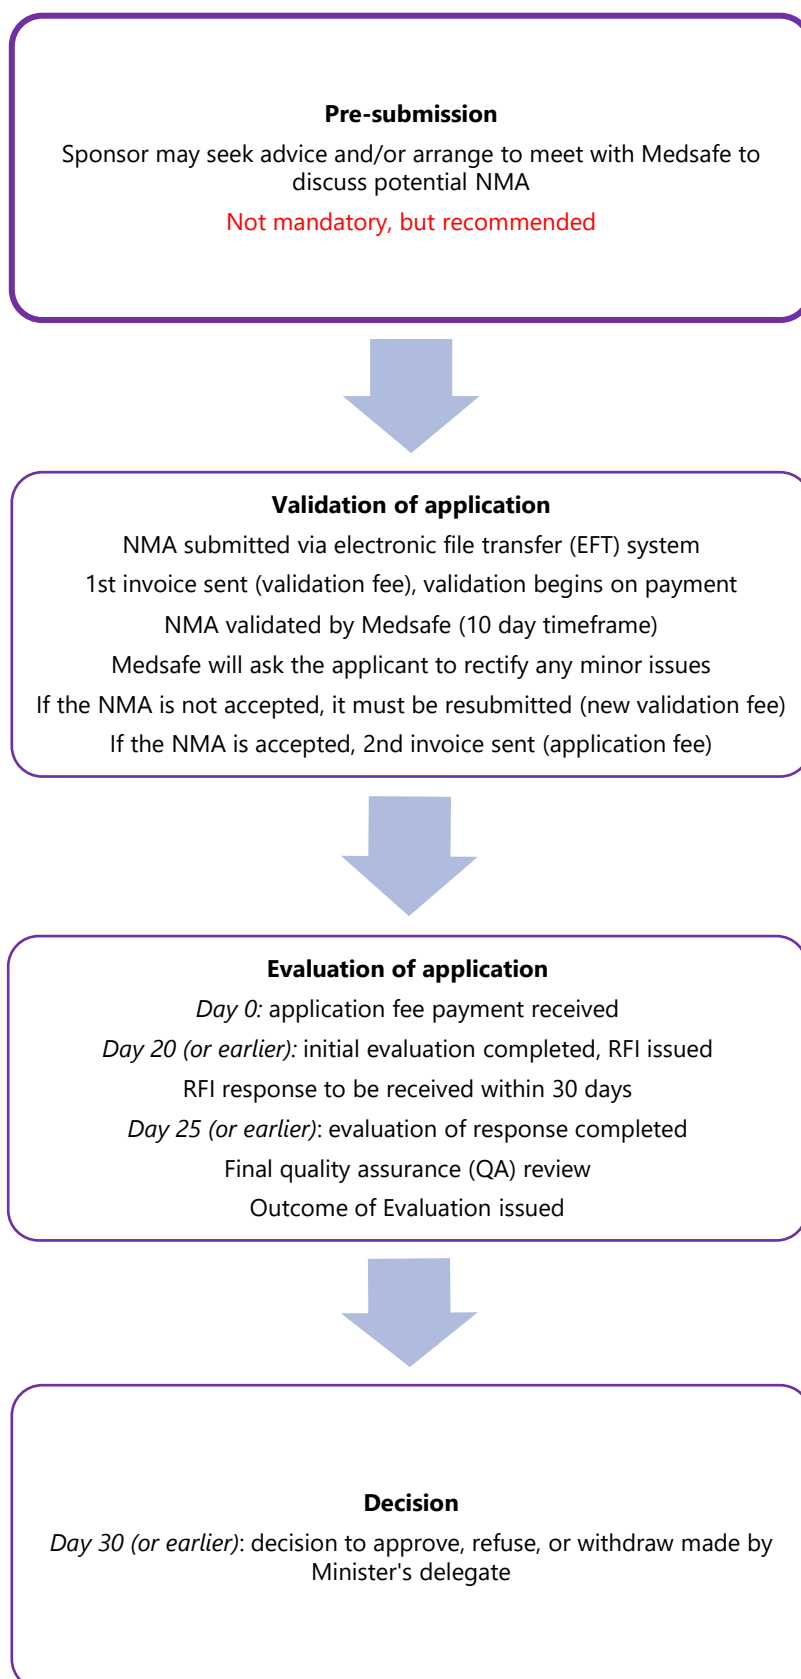 Pre-submission
Sponsor may seek advice and/or arrange to meet with Medsafe to
discuss potential NMA
Not mandatory, but recommended
Validation of application
NMA submitted via electronic file transfer (EFT) system
1st invoice sent (validation fee), validation begins on payment
NMA validated by Medsafe (10 day timeframe)
Medsafe will ask the applicant to rectify any minor issues
If the NMA is not accepted, it must be resubmitted (new validation fee)
If the NMA is accepted, 2nd invoice sent (application fee)
Evaluation of application
Day 0: application fee payment received
Day 20 (or earlier): initial evaluation completed, RFI issued
RFI response to be received within 30 days
Day 25 (or earlier): evaluation of response completed
Final quality assurance (QA) review
Outcome of Evaluation issued
Decision
Day 30 (or earlier): decision to approve, refuse, or withdraw made by
Minister's delegate